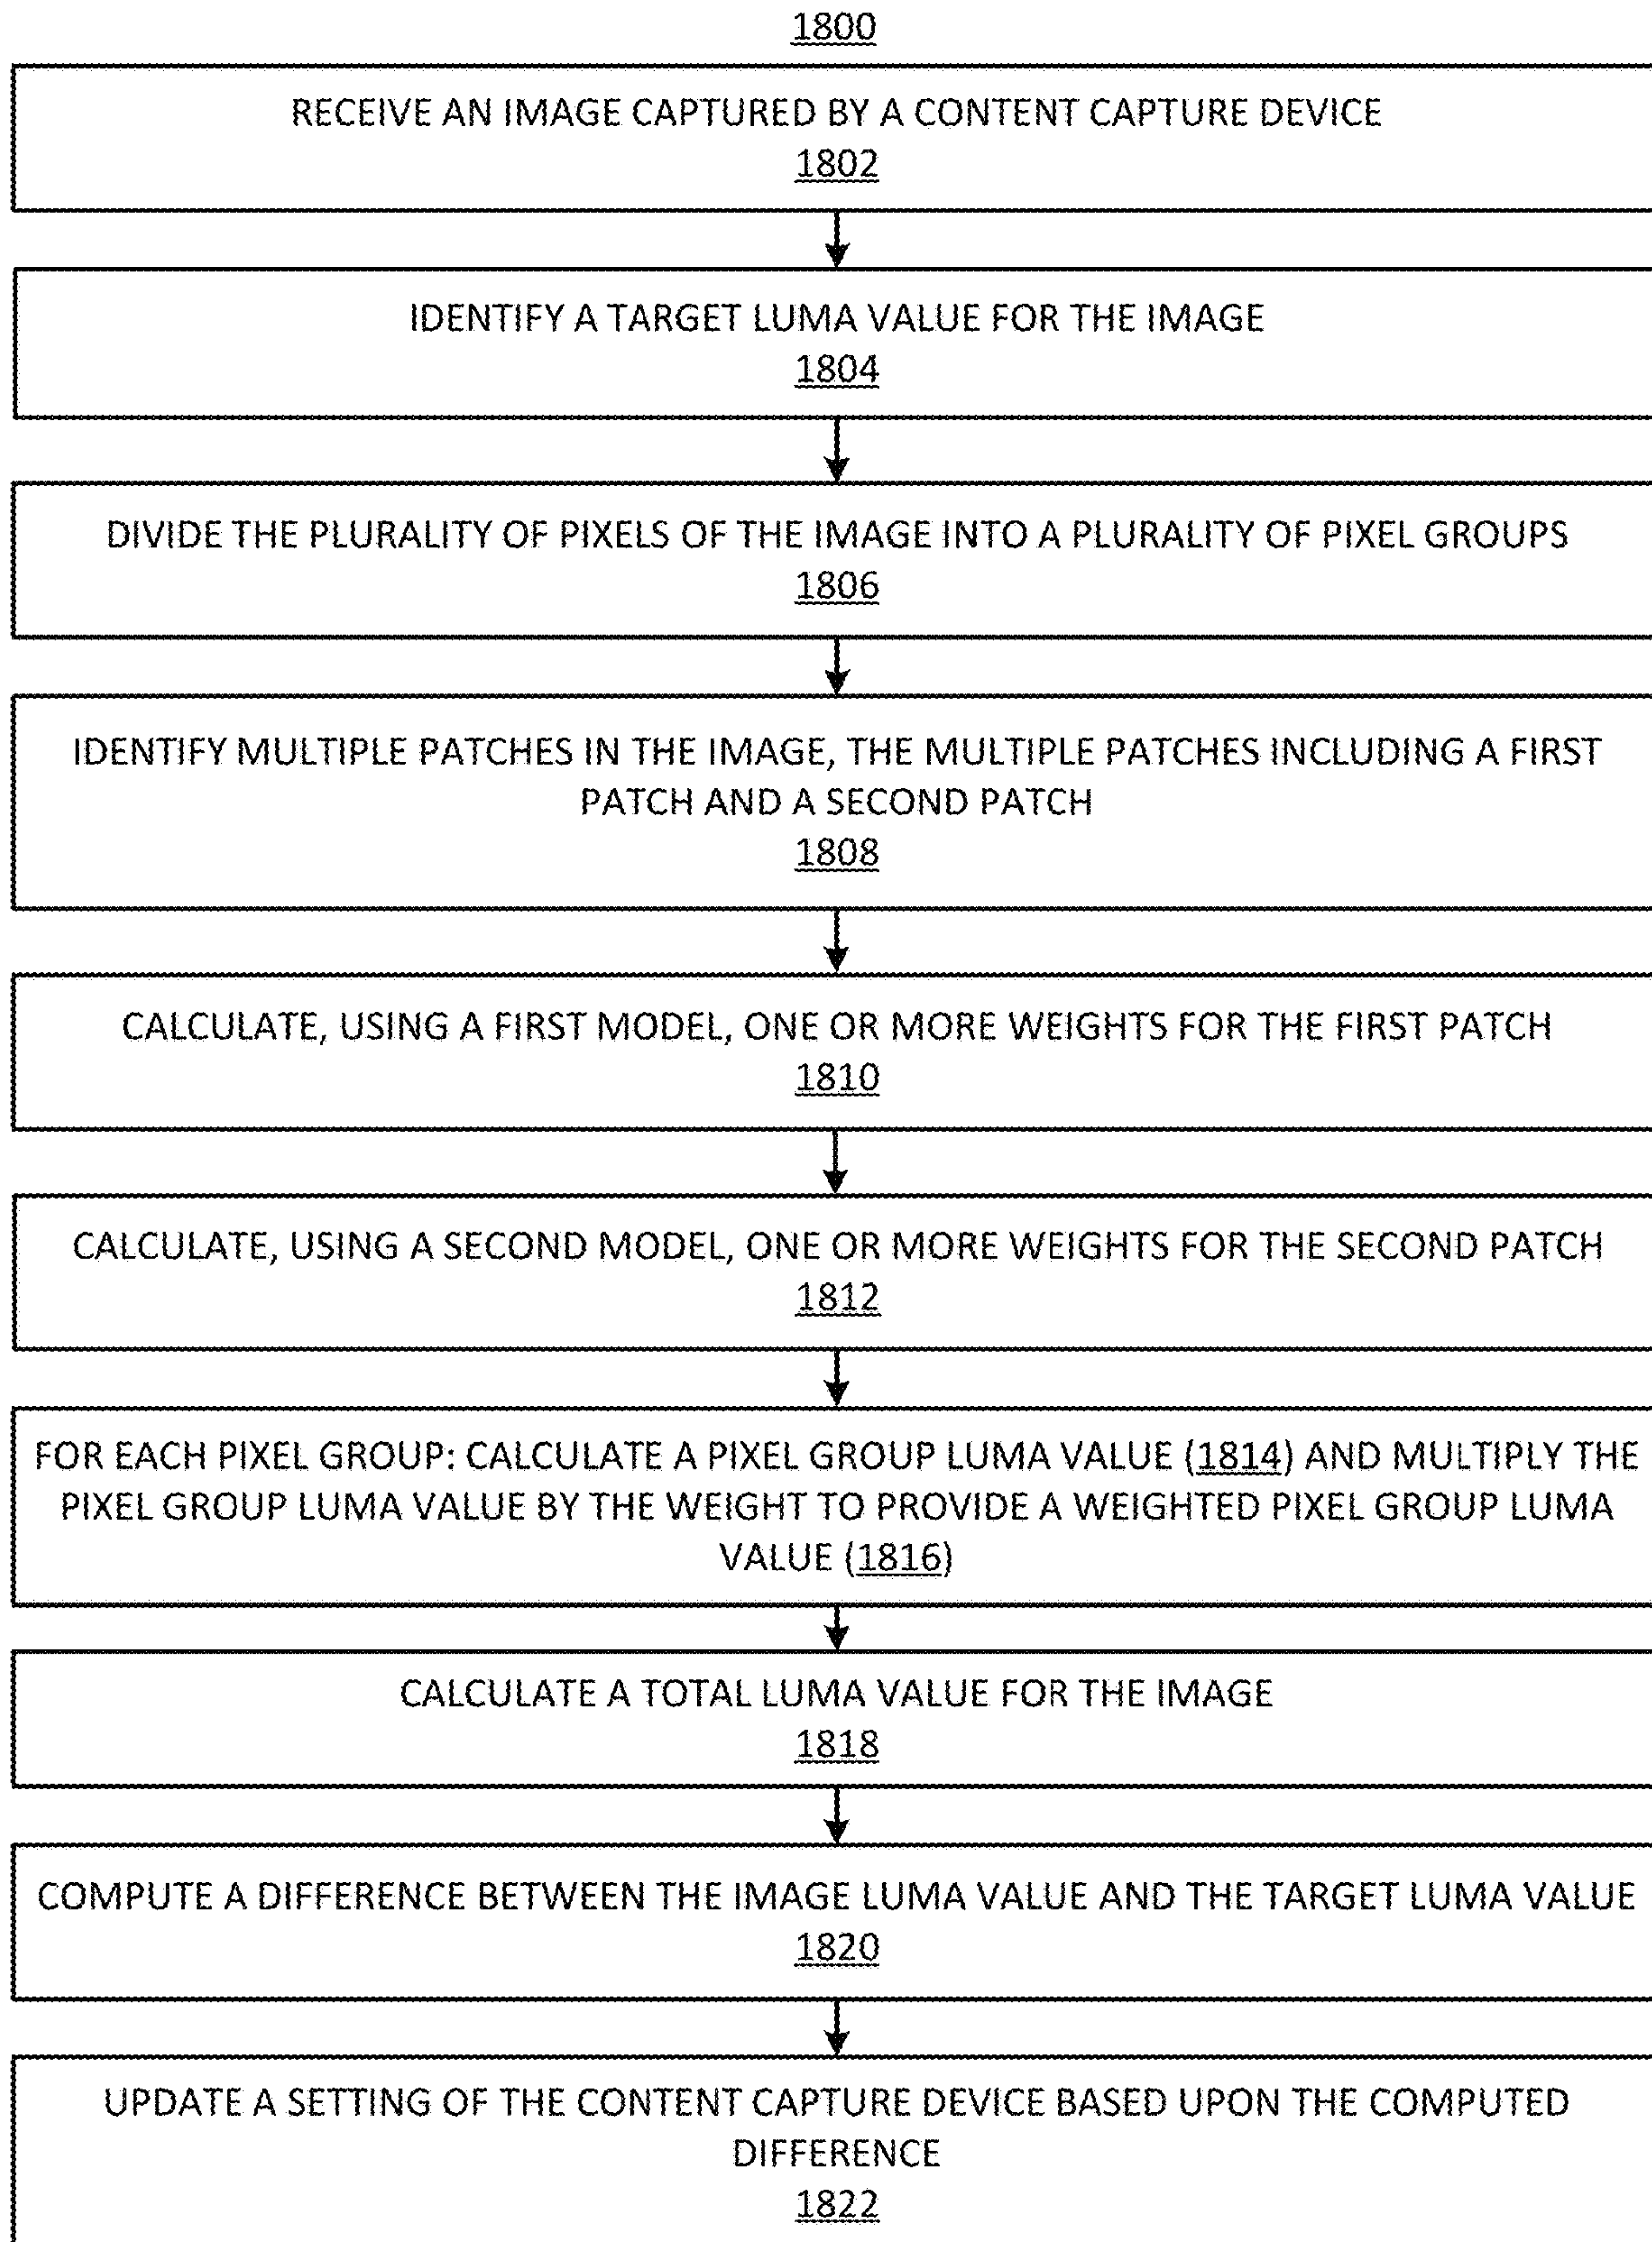 1800
RECEIVE AN IMAGE CAPTURED BY A CONTENT CAPTURE DEVICE
1802
IDENTIFY A TARGET LUMA VALUE FOR THE IMAGE
1804
DIVIDE THE PLURALITY OF PIXELS OF THE IMAGE INTO A PLURALITY OF PIXEL GROUPS
1806
IDENTIFY MULTIPLE PATCHES IN THE IMAGE, THE MULTIPLE PATCHES INCLUDING A FIRST
PATCH AND A SECOND PATCH
1808
CALCULATE, USING A FIRST MODEL, ONE OR MORE WEIGHTS FOR THE FIRST PATCH
1810
CALCULATE, USING A SECOND MODEL, ONE OR MORE WEIGHTS FOR THE SECOND PATCH
1812
FOR EACH PIXEL GROUP: CALCULATE A PIXEL GROUP LUMA VALUE (1814) AND MULTIPLY THE
PIXEL GROUP LUMA VALUE BY THE WEIGHT TO PROVIDE A WEIGHTED PIXEL GROUP LUMA
VALUE (1816)
CALCULATE A TOTAL LUMA VALUE FOR THE IMAGE
1818
COMPUTE A DIFFERENCE BETWEEN THE IMAGE LUMA VALUE AND THE TARGET LUMA VALUE
1820
UPDATE A SETTING OF THE CONTENT CAPTURE DEVICE BASED UPON THE COMPUTED
DIFFERENCE
1822